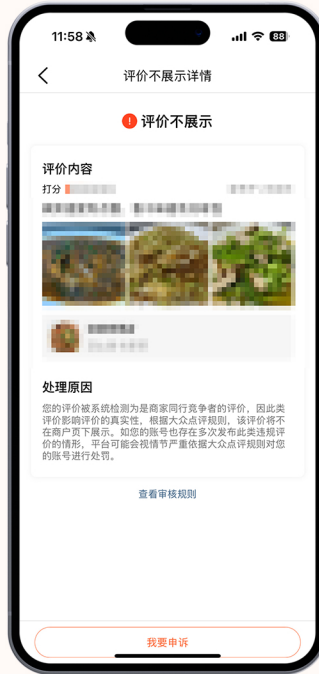 11:58
88
评价不展示详情
评价不展示
评价内容
打分
处理原因
您的评价被系统检测为是商家同行竞争者的评价，因此类
评价影响评价的真实性，根据大众点评规则，该评价将不
在商户页下展示。如您的账号也存在多次发布此类违规评
价的情形，平台可能会视情节严重依据大众点评规则对您
的账号进行处罚。
查看审核规则
我要申诉